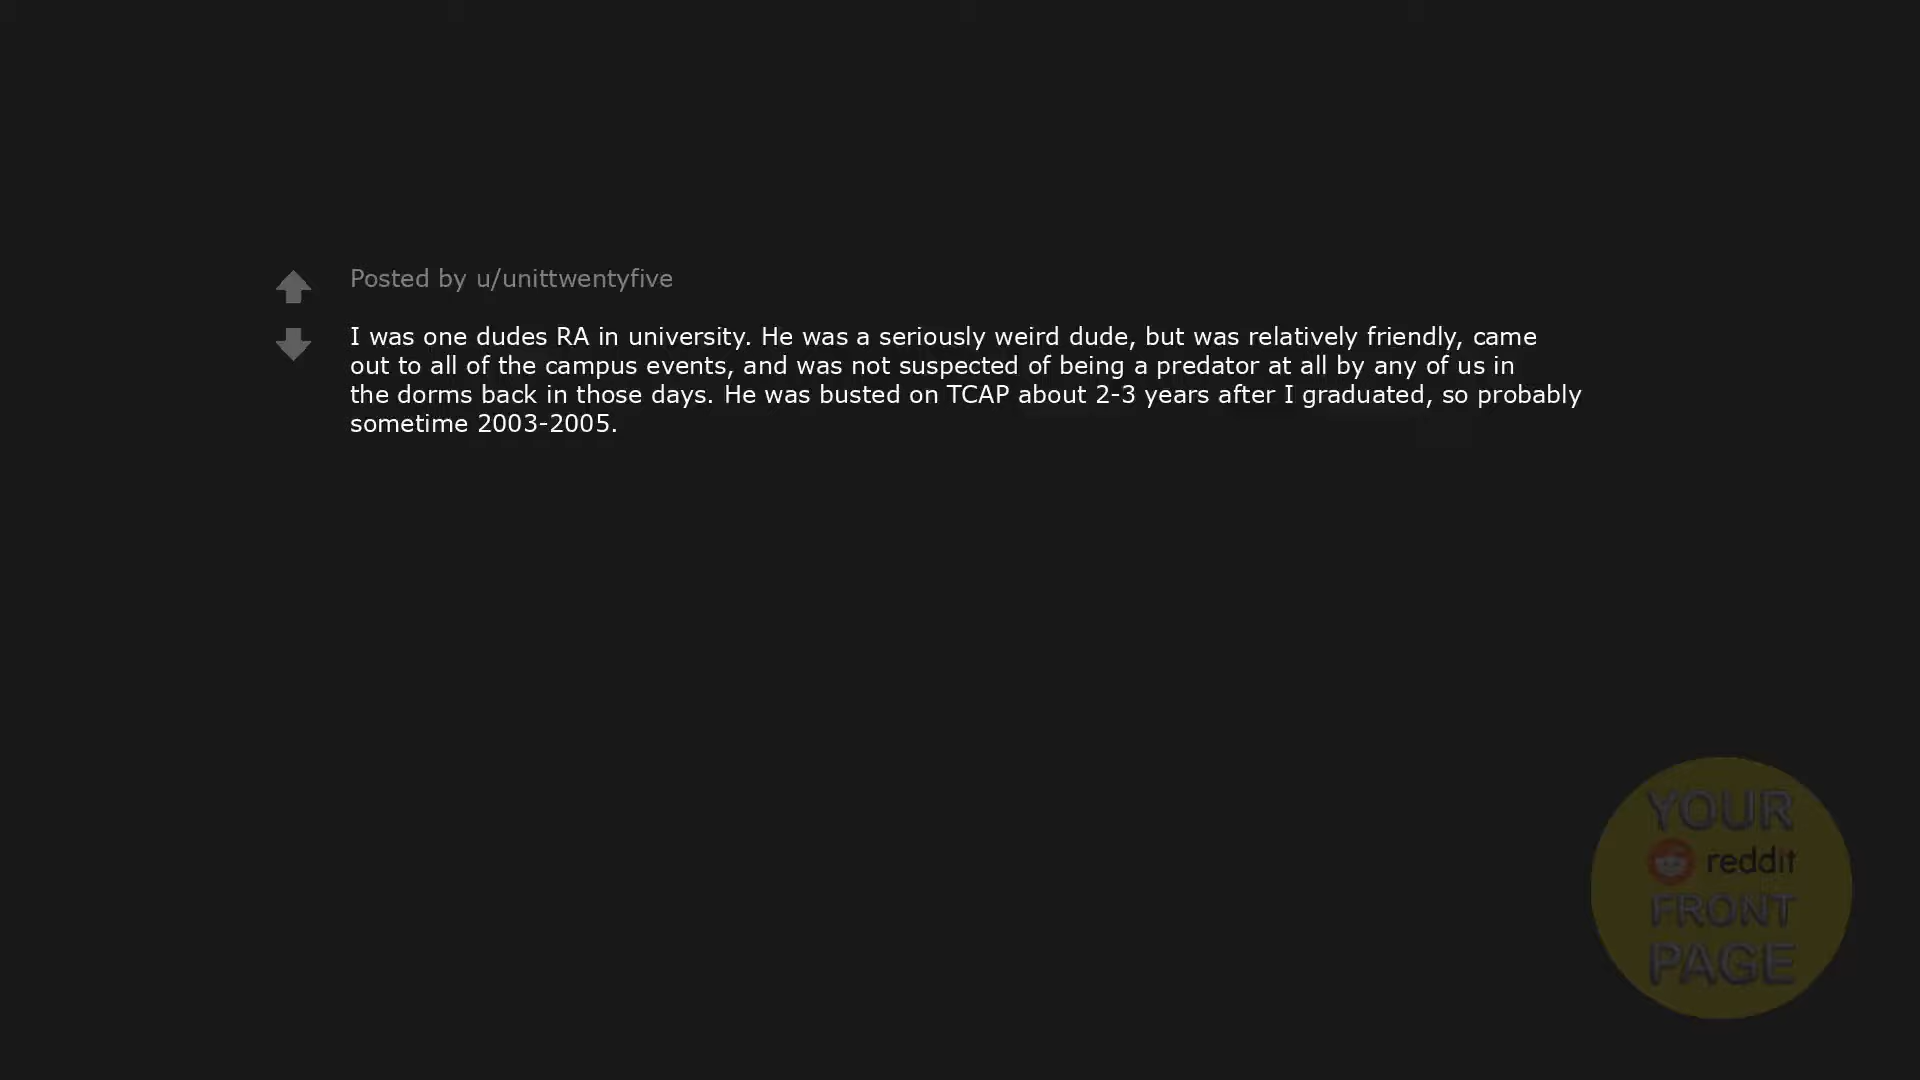 Posted by u/unittwentyfive
I was one dudes RA in university. He was a seriously weird dude, but was relatively friendly, came
out to all of the campus events, and was not suspected of being a predator at all by any of us in
the dorms back in those days. He was busted on TCAP about 2-3 years after I graduated, so probably
sometime 2003-2005.
YOUR
reddit
FRONT
PAGE